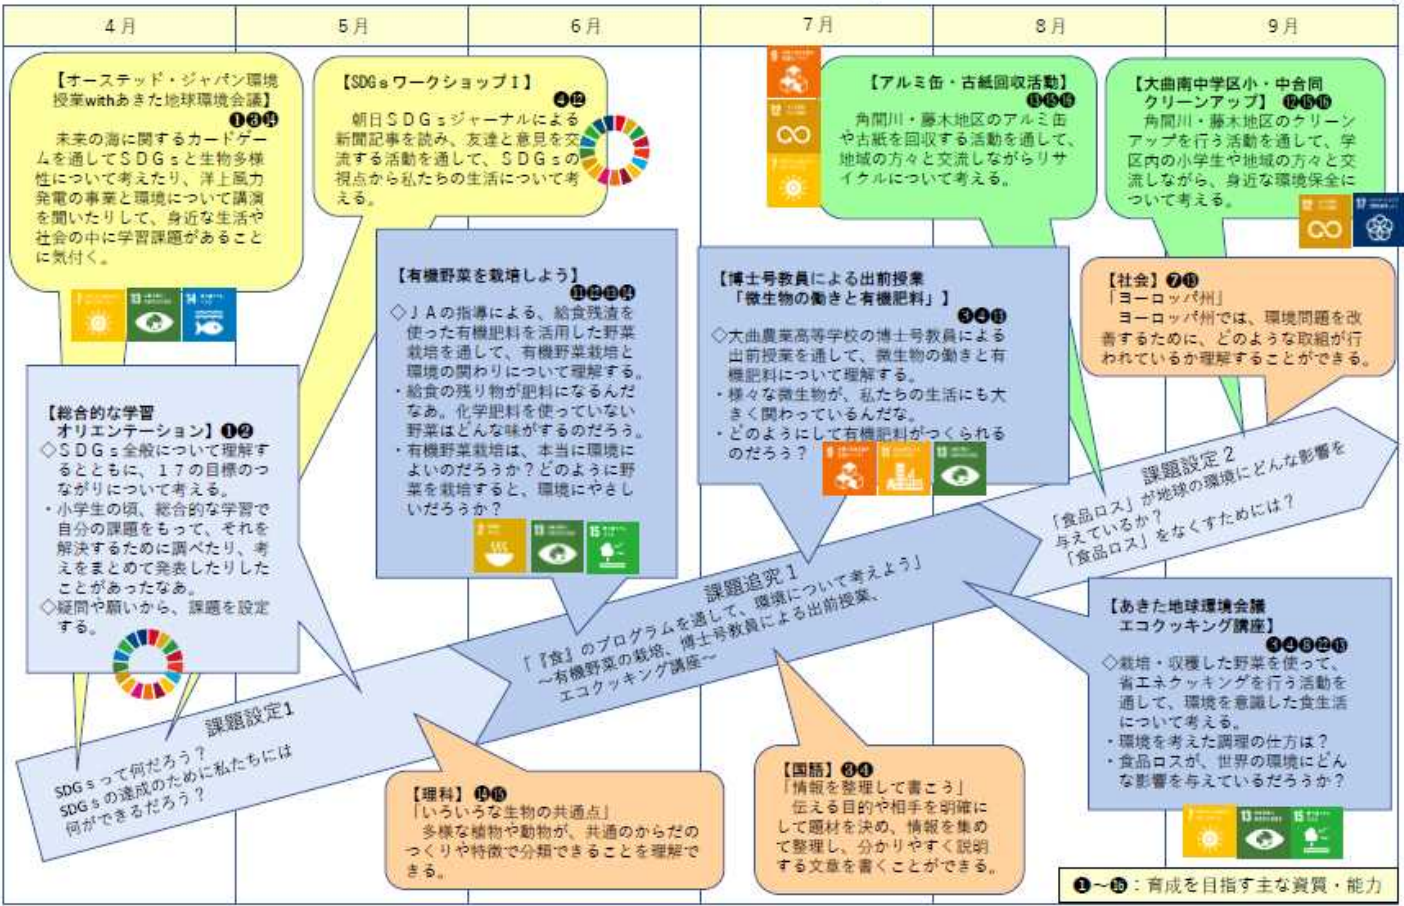 4月
5月
6月
7月
8月
9月
【オーステッド・ジャパン環境
授業withあきた地球環境会議】
❶❸⓮
未来の海に関するカードゲー
ムを通してＳＤＧｓと生物多様
性について考えたり、洋上風力
発電の事業と環境について講演
を聞いたりして、身近な生活や
社会の中に学習課題があること
に気付く。
7
13
14
【SDGｓワークショップⅠ】
❹⓬
朝日ＳＤＧｓジャーナルによる
新聞記事を読み、友達と意見を交
流する活動を通して、ＳＤＧｓの
視点から私たちの生活について考
える。
9
12
7
【アルミ缶・古紙回収活動】
⓭⓯⓰
角間川・藤木地区のアルミ缶
や古紙を回収する活動を通して、
地域の方々と交流しながらリサ
イクルについて考える。
【大曲南中学区小・中合同
クリーンアップ】 ⓬⓯⓰
角間川・藤木地区のクリーン
アップを行う活動を通して、学
区内の小学生や地域の方々と交
流しながら、身近な環境保全に
ついて考える。
12
17
【総合的な学習
オリエンテーション】❶❷
◇ＳＤＧｓ全般について理解す
るとともに、１７の目標のつ
ながりについて考える。
・小学生の頃、総合的な学習で
自分の課題をもって、それを
解決するために調べたり、考
えをまとめて発表したりした
ことがあったなあ。
◇疑問や願いから、課題を設定
する。
【有機野菜を栽培しよう】
⓫⓬⓭⓮
◇ＪＡの指導による、給食残渣を
使った有機肥料を活用した野菜
栽培を通して、有機野菜栽培と
環境の関わりについて理解する。
・給食の残り物が肥料になるんだ
なあ。化学肥料を使っていない
野菜はどんな味がするのだろう。
・有機野菜栽培は、本当に環境に
よいのだろうか？どのように野
菜を栽培すると、環境にやさし
いだろうか？
2
13
15
【博士号教員による出前授業
「微生物の働きと有機肥料」】
❸❹⓭
◇大曲農業高等学校の博士号教員による
出前授業を通して、微生物の働きと有
機肥料について理解する。
・様々な微生物が、私たちの生活にも大
きく関わっているんだな。
・どのようにして有機肥料がつくられる
のだろう？
9
11
13
【社会】❼⓭
「ヨーロッパ州」
ヨーロッパ州では、環境問題を改
善するために、どのような取組が行
われているか理解することができる。
課題設定２
「食品ロス」が地球の環境にどんな影響を
与えているか？
「食品ロス」をなくすためには？
課題追究１
「『食』のプログラムを通して、環境について考えよう」
～有機野菜の栽培、博士号教員による出前授業、
エコクッキング講座～
課題設定1
SDGｓって何だろう？
SDGｓの達成のために私たちには
何ができるだろう？
【あきた地球環境会議
エコクッキング講座】
◇栽培・収穫した野菜を使って、
省エネクッキングを行う活動を
通して、環境を意識した食生活
について考える。
・環境を考えた調理の仕方は？
・食品ロスが、世界の環境にどん
な影響を与えているだろうか？
7
13
15
【理科】⓮⓯
「いろいろな生物の共通点」
多様な植物や動物が、共通のからだの
つくりや特徴で分類できることを理解で
きる。
【国語】❸❹
「情報を整理して書こう」
伝える目的や相手を明確に
して題材を決め、情報を集め
て整理し、分かりやすく説明
する文章を書くことができる。
❶～⓰：育成を目指す主な資質・能力